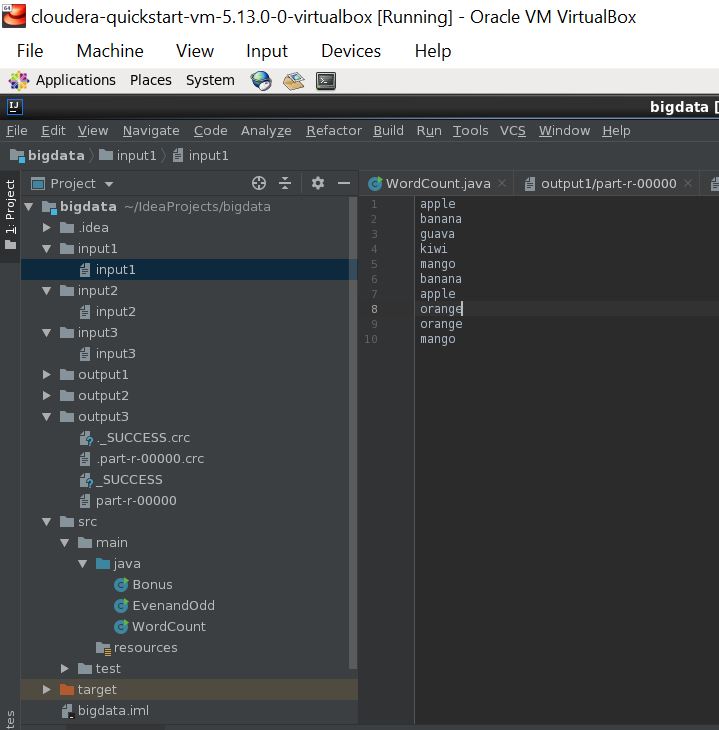 cloudera-quickstart-vm-5.13.0-0-virtualbox [Running] - Oracle VM VirtualBox
File Machine View Input Devices Help
Applications Places System
IJ bigdata [
File Edit View Navigate Code Analyze Refactor Build Run Tools VCS Window Help
bigdata input1 input1
1: Project
Project
WordCount.java × output1/part-r-00000 ×
bigdata ~/IdeaProjects/bigdata
.idea
input1
input1
input2
input2
input3
input3
output1
output2
output3
._SUCCESS.crc
.part-r-00000.crc
_SUCCESS
part-r-00000
src
main
java
Bonus
EvenandOdd
WordCount
resources
test
target
bigdata.iml
1 apple
2 banana
3 guava
4 kiwi
5 mango
6 banana
7 apple
8 orange
9 orange
10 mango